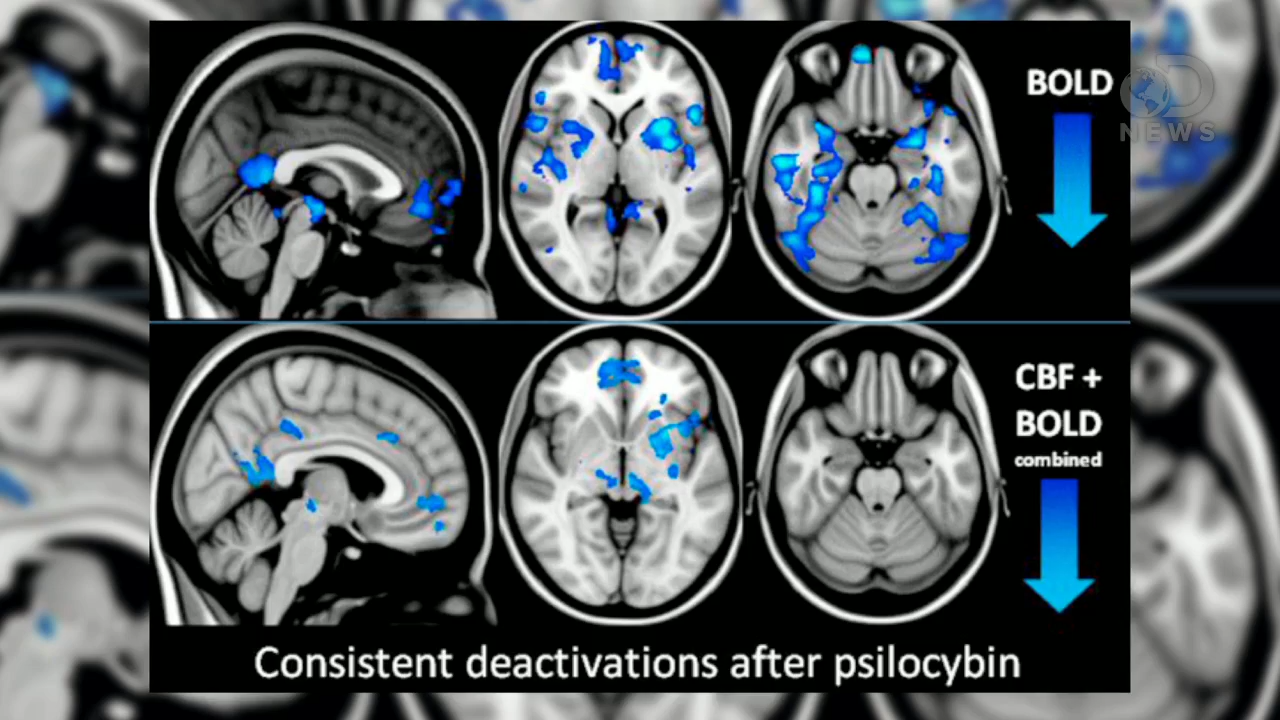 BOLD
D
NEWS
CBF +
BOLD
combined
Consistent deactivations after psilocybin